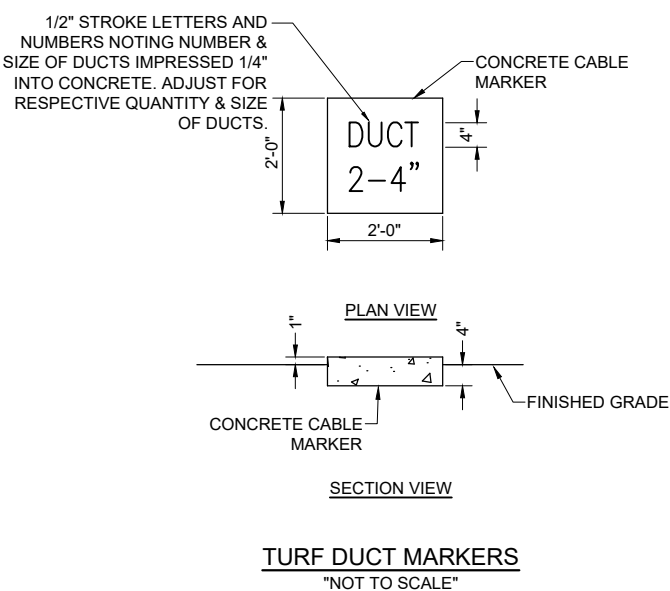 1/2" STROKE LETTERS AND
NUMBERS NOTING NUMBER &
SIZE OF DUCTS IMPRESSED 1/4"
INTO CONCRETE. ADJUST FOR
RESPECTIVE QUANTITY & SIZE
OF DUCTS.
CONCRETE CABLE
MARKER
DUCT
2-4"
2'-0"
4"
2'-0"
PLAN VIEW
1"
4"
CONCRETE CABLE
MARKER
FINISHED GRADE
SECTION VIEW
TURF DUCT MARKERS
"NOT TO SCALE"